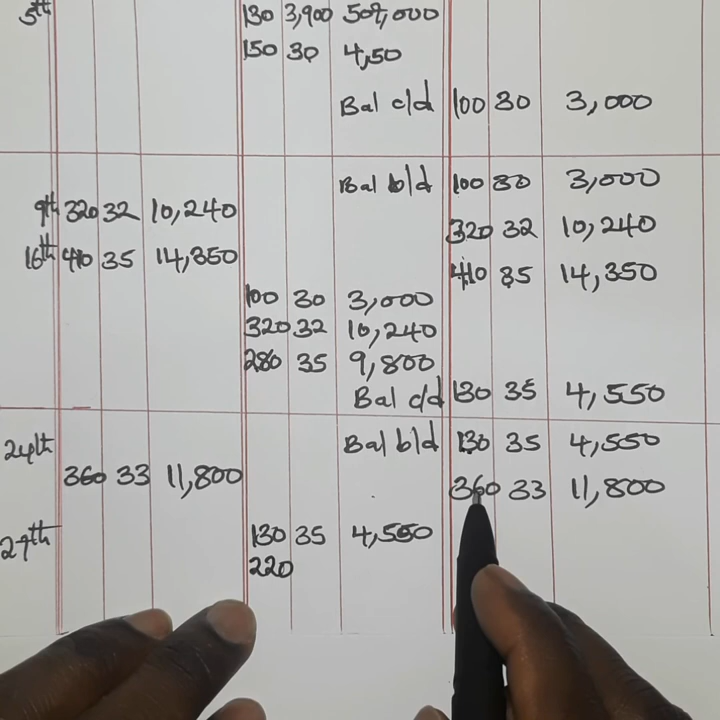 5th 130 3,900 507,000
150 30 4,50
Bal c/d 100 30 3,000
Bal b/d 100 30 3,000
9th 320 32 10,240 320 32 10,240
16th 410 35 14,350 410 35 14,350
100 30 3,000
320 32 10,240
280 35 9,800
Bal c/d 130 35 4,550
24th Bal b/d 130 35 4,550
360 33 11,800 360 33 11,800
29th 130 35 4,550
220